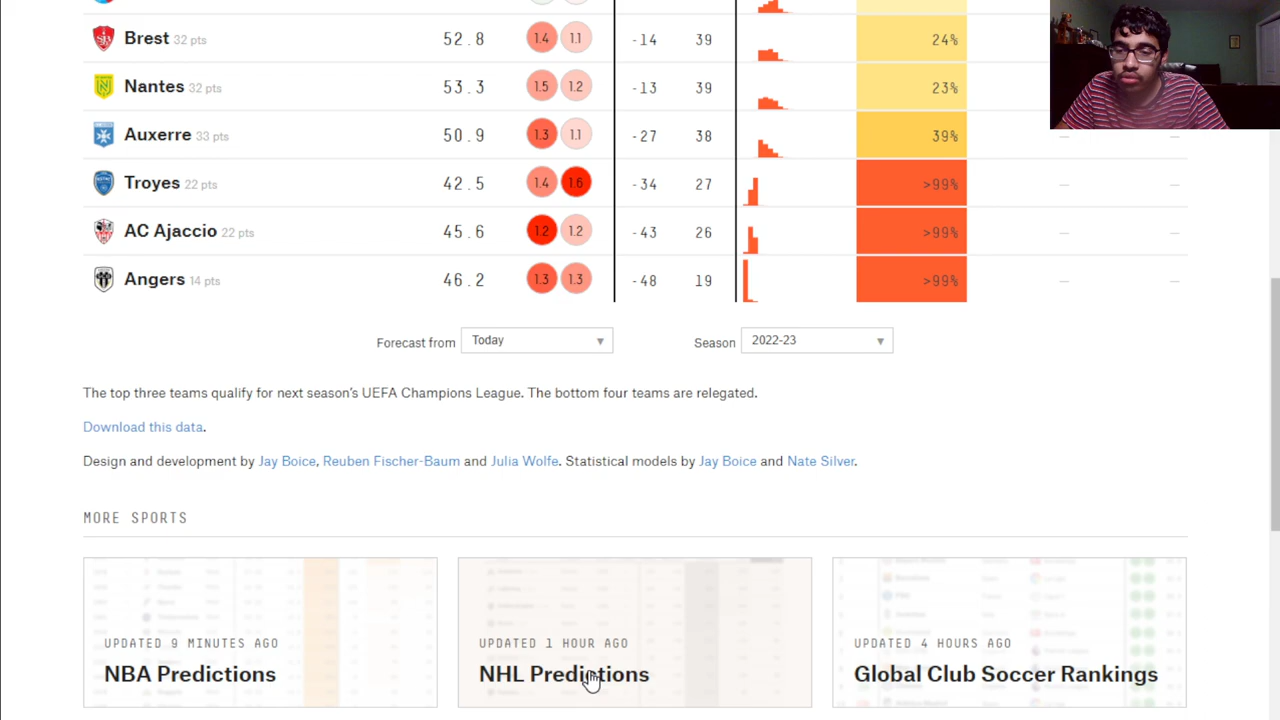 Brest 32 pts 52.8 1.4 1.1 -14 39 24%
Nantes 32 pts 53.3 1.5 1.2 -13 39 23%
Auxerre 33 pts 50.9 1.3 1.1 -27 38 39% — —
Troyes 22 pts 42.5 1.4 1.6 -34 27 >99% — —
AC Ajaccio 22 pts 45.6 1.2 1.2 -43 26 >99% — —
Angers 14 pts 46.2 1.3 1.3 -48 19 >99% — —
Forecast from Today Season 2022-23
The top three teams qualify for next season's UEFA Champions League. The bottom four teams are relegated.
Download this data.
Design and development by Jay Boice, Reuben Fischer-Baum and Julia Wolfe. Statistical models by Jay Boice and Nate Silver.
MORE SPORTS
UPDATED 9 MINUTES AGO
NBA Predictions
UPDATED 1 HOUR AGO
NHL Predictions
UPDATED 4 HOURS AGO
Global Club Soccer Rankings